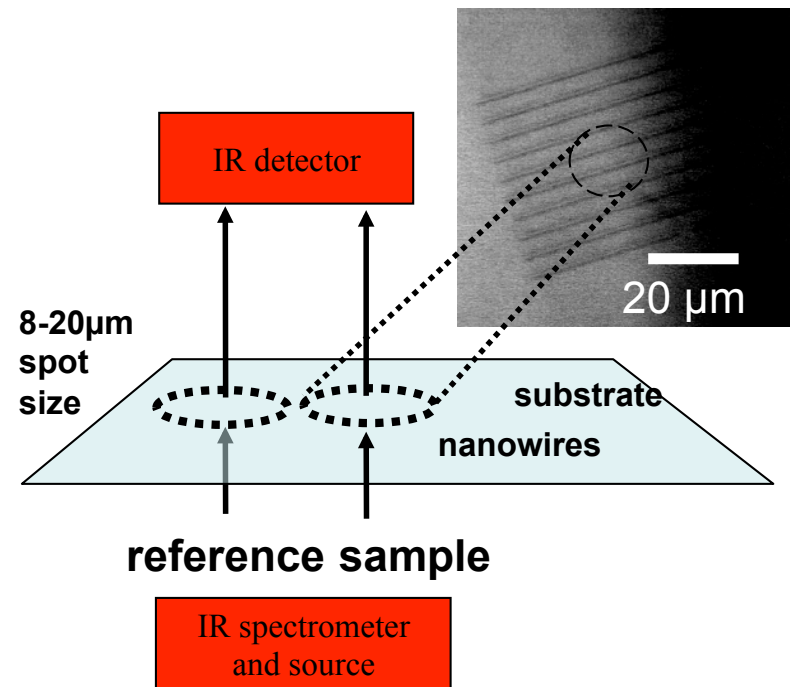 IR detector
20 µm
8-20µm
spot
size
substrate
nanowires
reference sample
IR spectrometer
and source